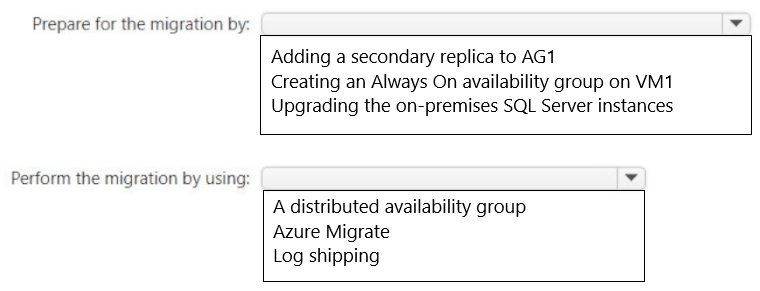 Prepare for the migration by:
Adding a secondary replica to AG1
Creating an Always On availability group on VM1
Upgrading the on-premises SQL Server instances
Perform the migration by using:
A distributed availability group
Azure Migrate
Log shipping